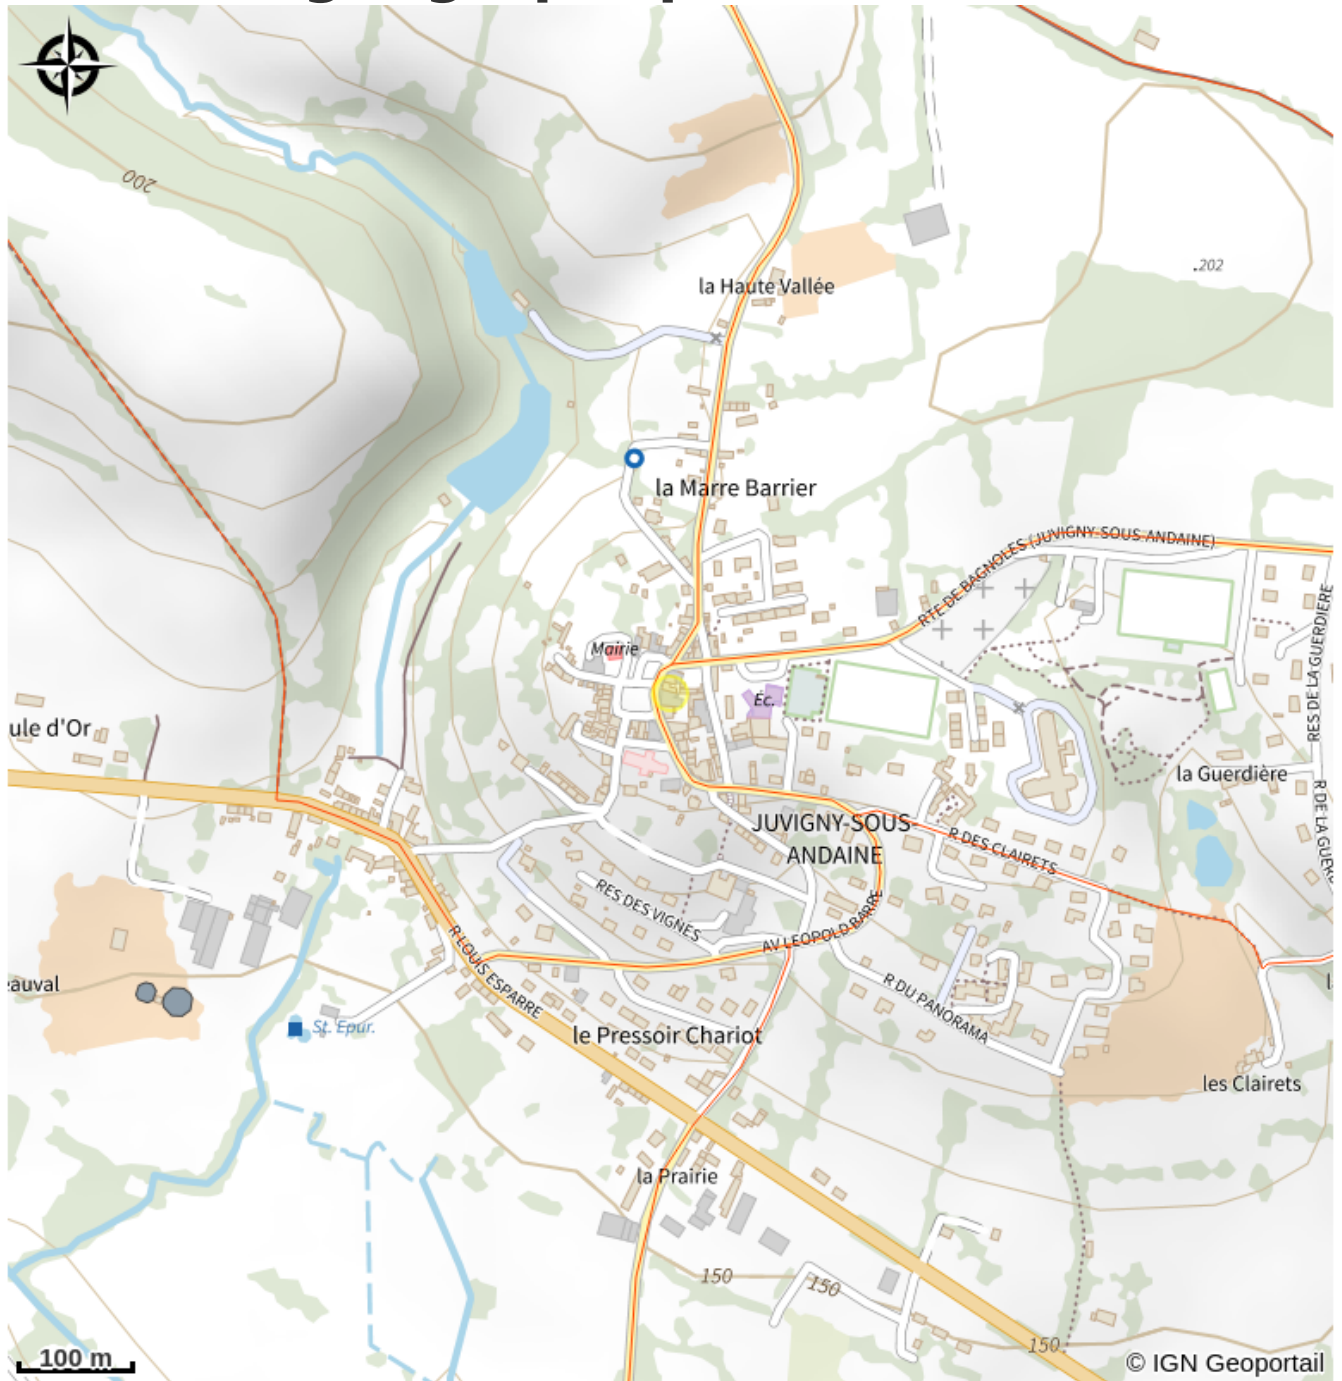 200
.202
la Haute Vallée
la Marre Barrier
RTE DE BAGNOLES (JUVIGNY-SOUS-ANDAINE)
RES DE LA GUERDIERE
Mairie
Éc.
ule d'Or
la Guerdière
JUVIGNY-SOUS-
ANDAINE
R DES CLAIRETS
R DE LA GUER
RES DES VIGNES
AV LEOPOLD BARRE
R LOUIS ESPARRE
eauval
R DU PANORAMA
St. Epur.
le Pressoir Chariot
les Clairets
la Prairie
150
150
150
100 m
© IGN Geoportail